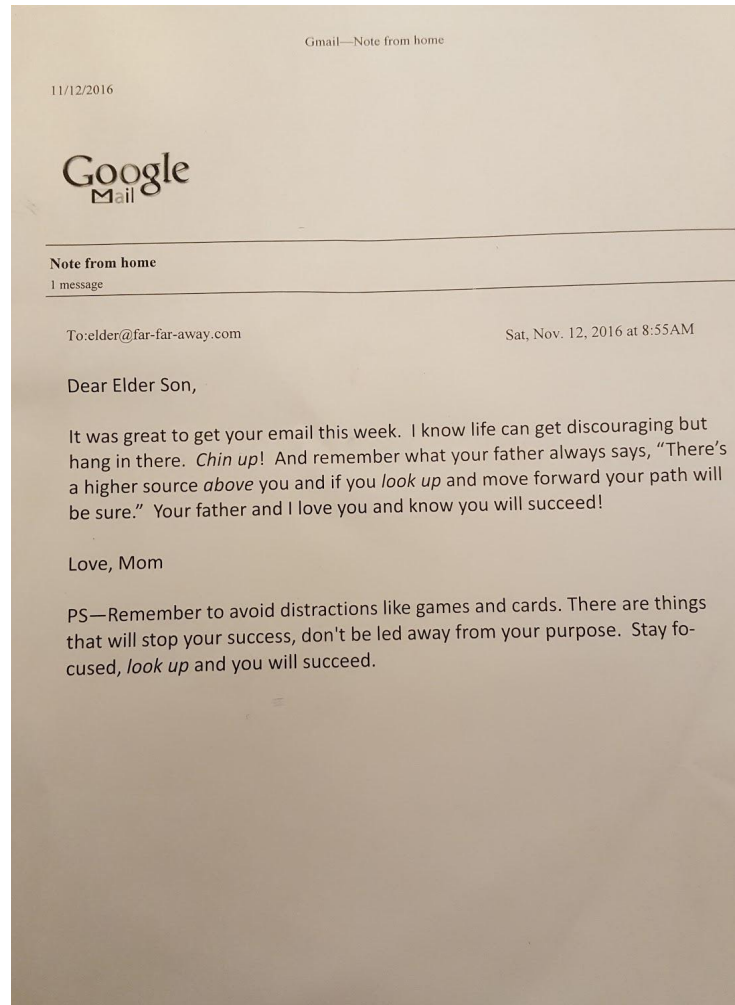 Gmail—Note from home
11/12/2016
Google
Mail
Note from home
1 message
To:elder@far-far-away.com
Sat, Nov. 12, 2016 at 8:55AM
Dear Elder Son,
It was great to get your email this week. I know life can get discouraging but
hang in there. Chin up! And remember what your father always says, “There’s
a higher source above you and if you look up and move forward your path will
be sure.” Your father and I love you and know you will succeed!
Love, Mom
PS—Remember to avoid distractions like games and cards. There are things
that will stop your success, don't be led away from your purpose. Stay fo-
cused, look up and you will succeed.